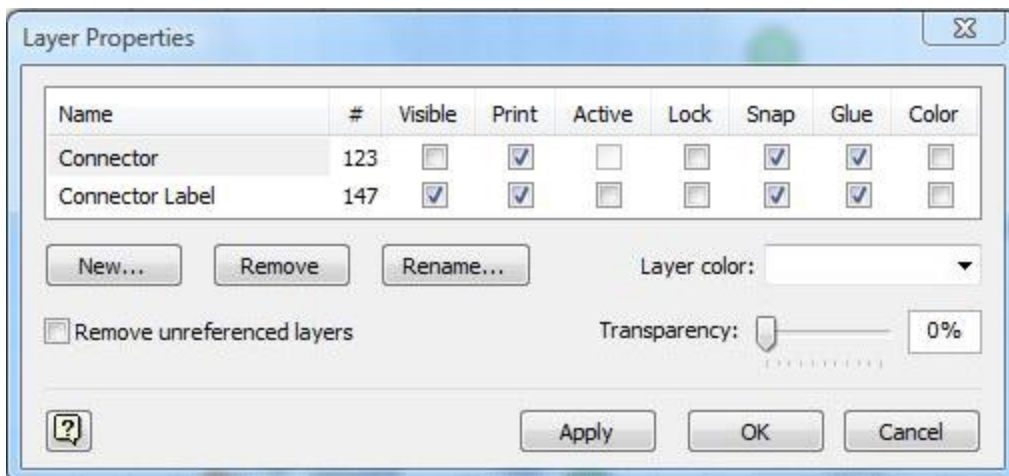 Layer Properties
Name # Visible Print Active Lock Snap Glue Color
Connector 123
Connector Label 147
New... Remove Rename... Layer color:
Remove unreferenced layers Transparency: 0%
? Apply OK Cancel